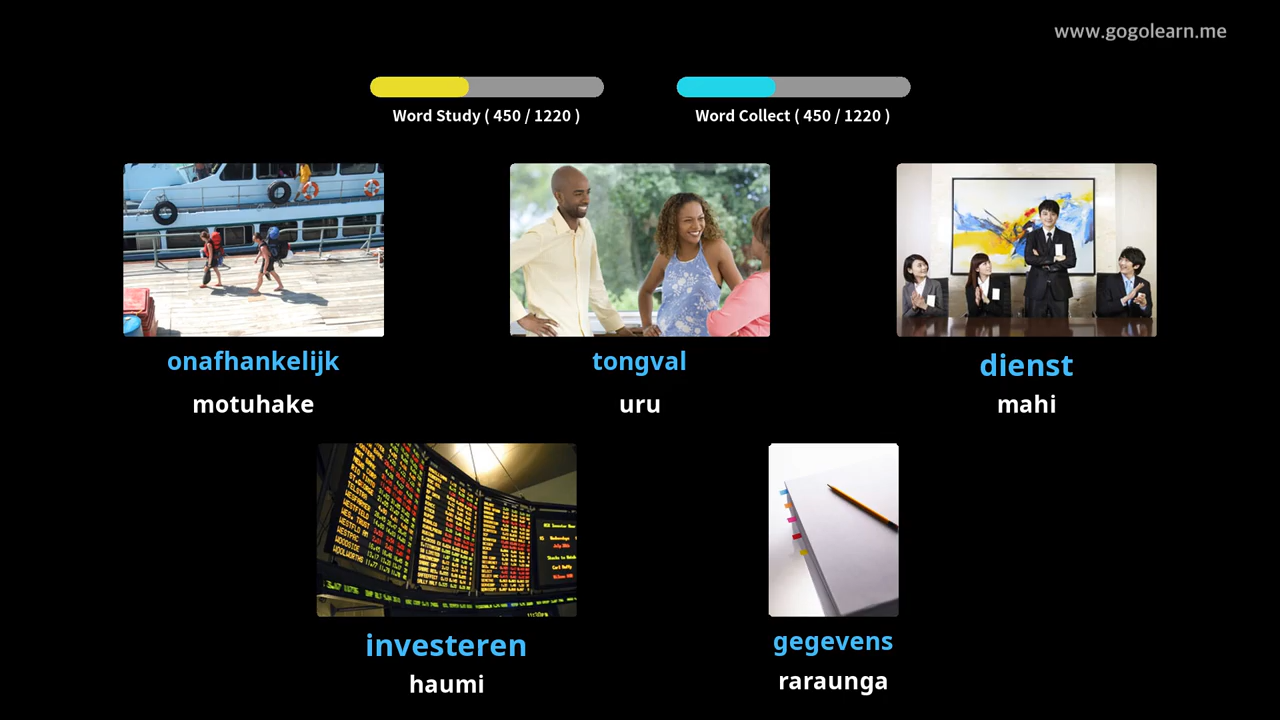 www.gogolearn.me
Word Study ( 450 / 1220 )
Word Collect ( 450 / 1220 )
onafhankelijk
motuhake
tongval
uru
dienst
mahi
investeren
haumi
gegevens
raraunga